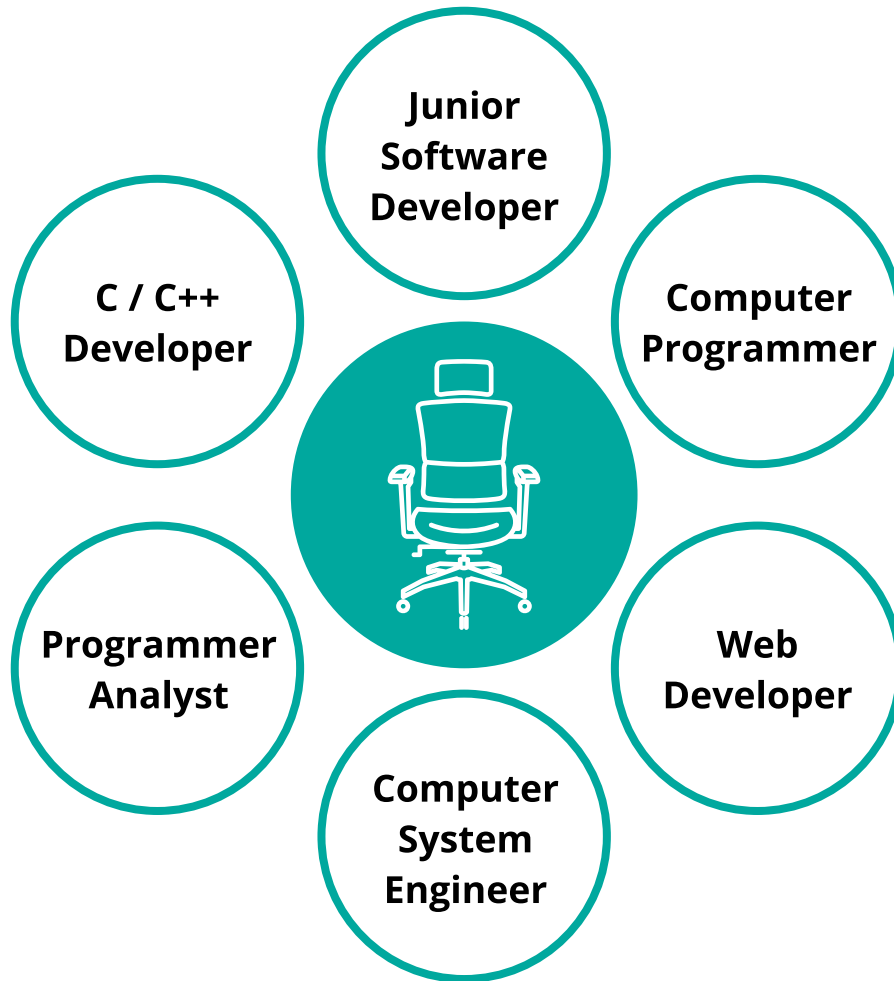 Junior
Software
Developer
C / C++
Developer
Computer
Programmer
Programmer
Analyst
Web
Developer
Computer
System
Engineer